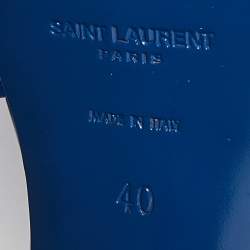 SAINT LAURENT
PARIS
MADE IN ITALY
40